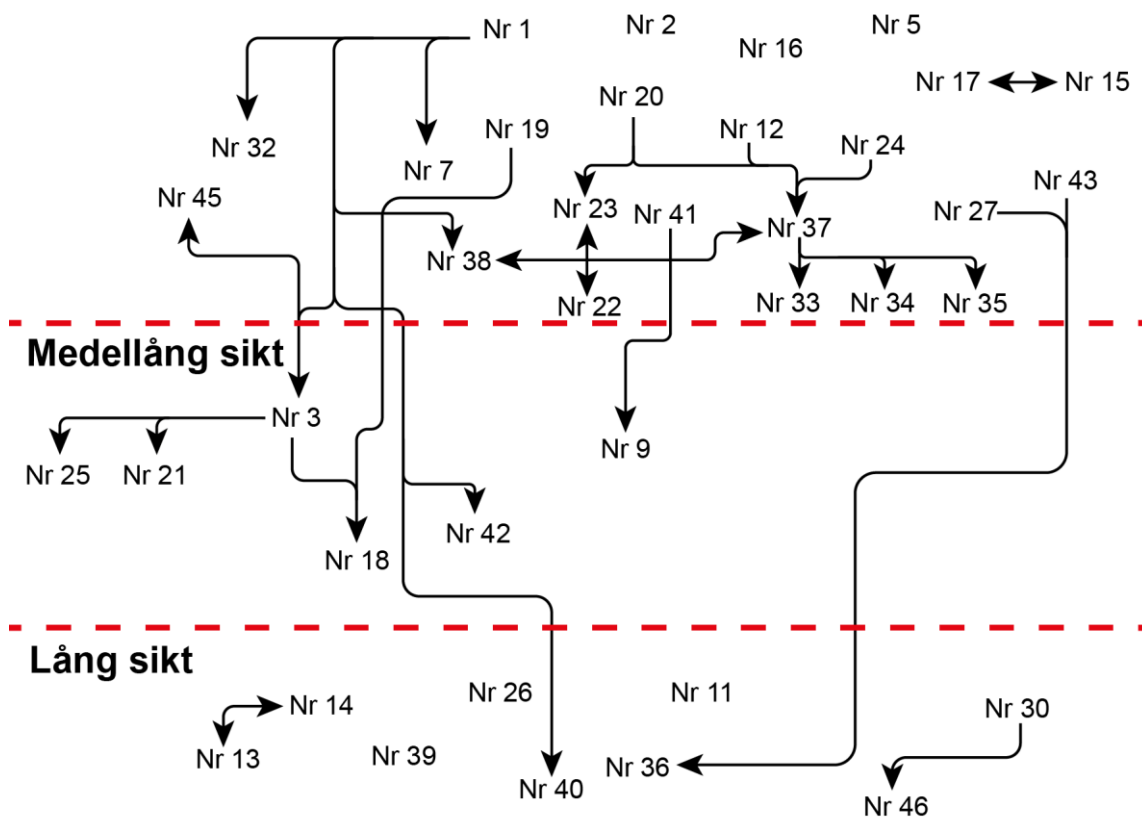 Nr 1
Nr 2
Nr 5
Nr 16
Nr 17
Nr 15
Nr 20
Nr 19
Nr 12
Nr 24
Nr 32
Nr 7
Nr 45
Nr 43
Nr 23
Nr 41
Nr 27
Nr 37
Nr 38
Nr 22
Nr 33
Nr 34
Nr 35
Medellång sikt
Nr 3
Nr 9
Nr 25
Nr 21
Nr 42
Nr 18
Lång sikt
Nr 26
Nr 11
Nr 14
Nr 30
Nr 13
Nr 39
Nr 36
Nr 40
Nr 46